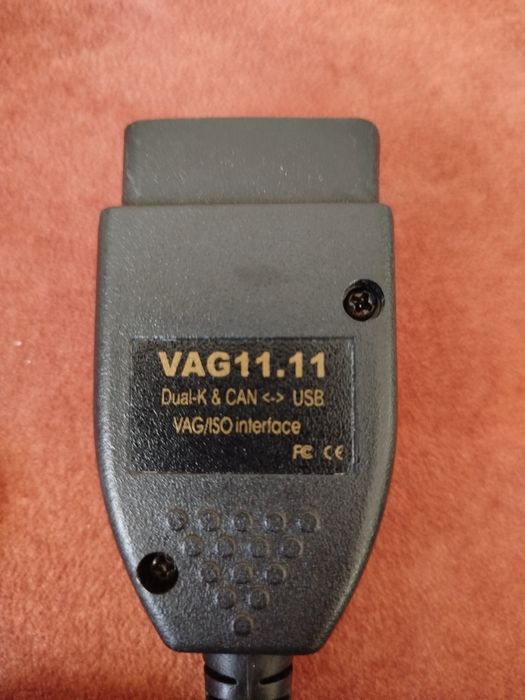 VAG11.11
Dual-K & CAN <-> USB
VAG/ISO interface
FC CE